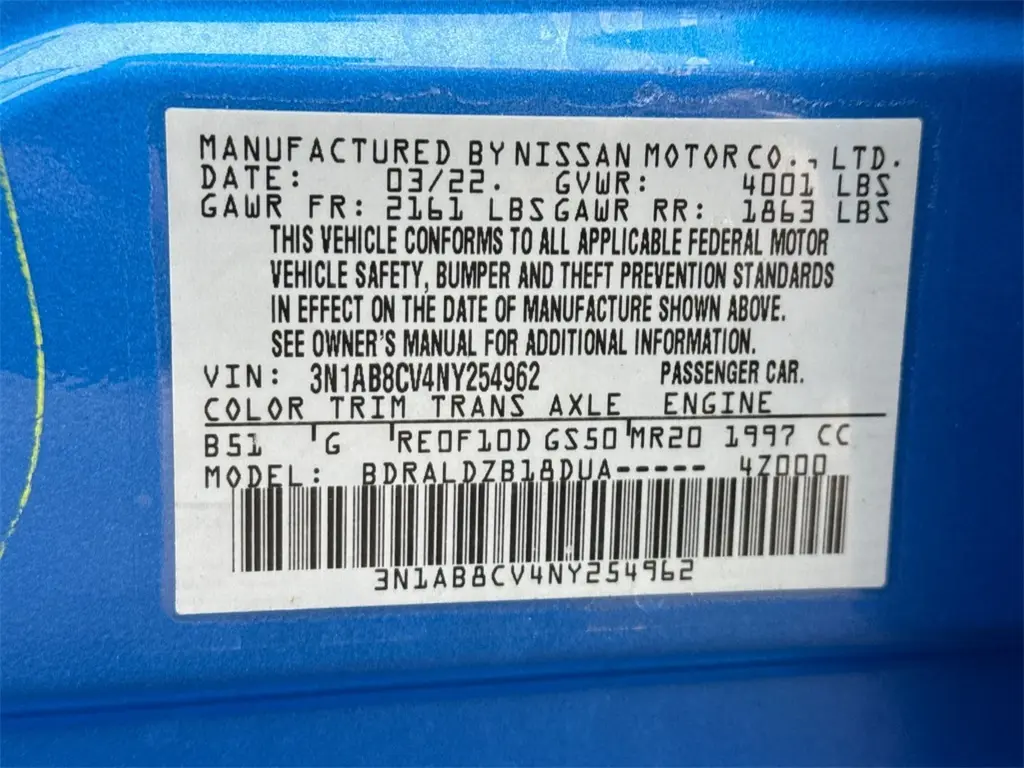 MANUFACTURED BY NISSAN MOTOR CO., LTD.
DATE: 03/22. GVWR: 4001 LBS
GAWR FR: 2161 LBS GAWR RR: 1863 LBS
THIS VEHICLE CONFORMS TO ALL APPLICABLE FEDERAL MOTOR
VEHICLE SAFETY, BUMPER AND THEFT PREVENTION STANDARDS
IN EFFECT ON THE DATE OF MANUFACTURE SHOWN ABOVE.
SEE OWNER'S MANUAL FOR ADDITIONAL INFORMATION.
VIN: 3N1AB8CV4NY254962 PASSENGER CAR.
COLOR TRIM TRANS AXLE ENGINE
B51 G RE0F10D GS50 MR20 1997 CC
MODEL: BDRALDZB18DUA----- 4Z000
3N1AB8CV4NY254962